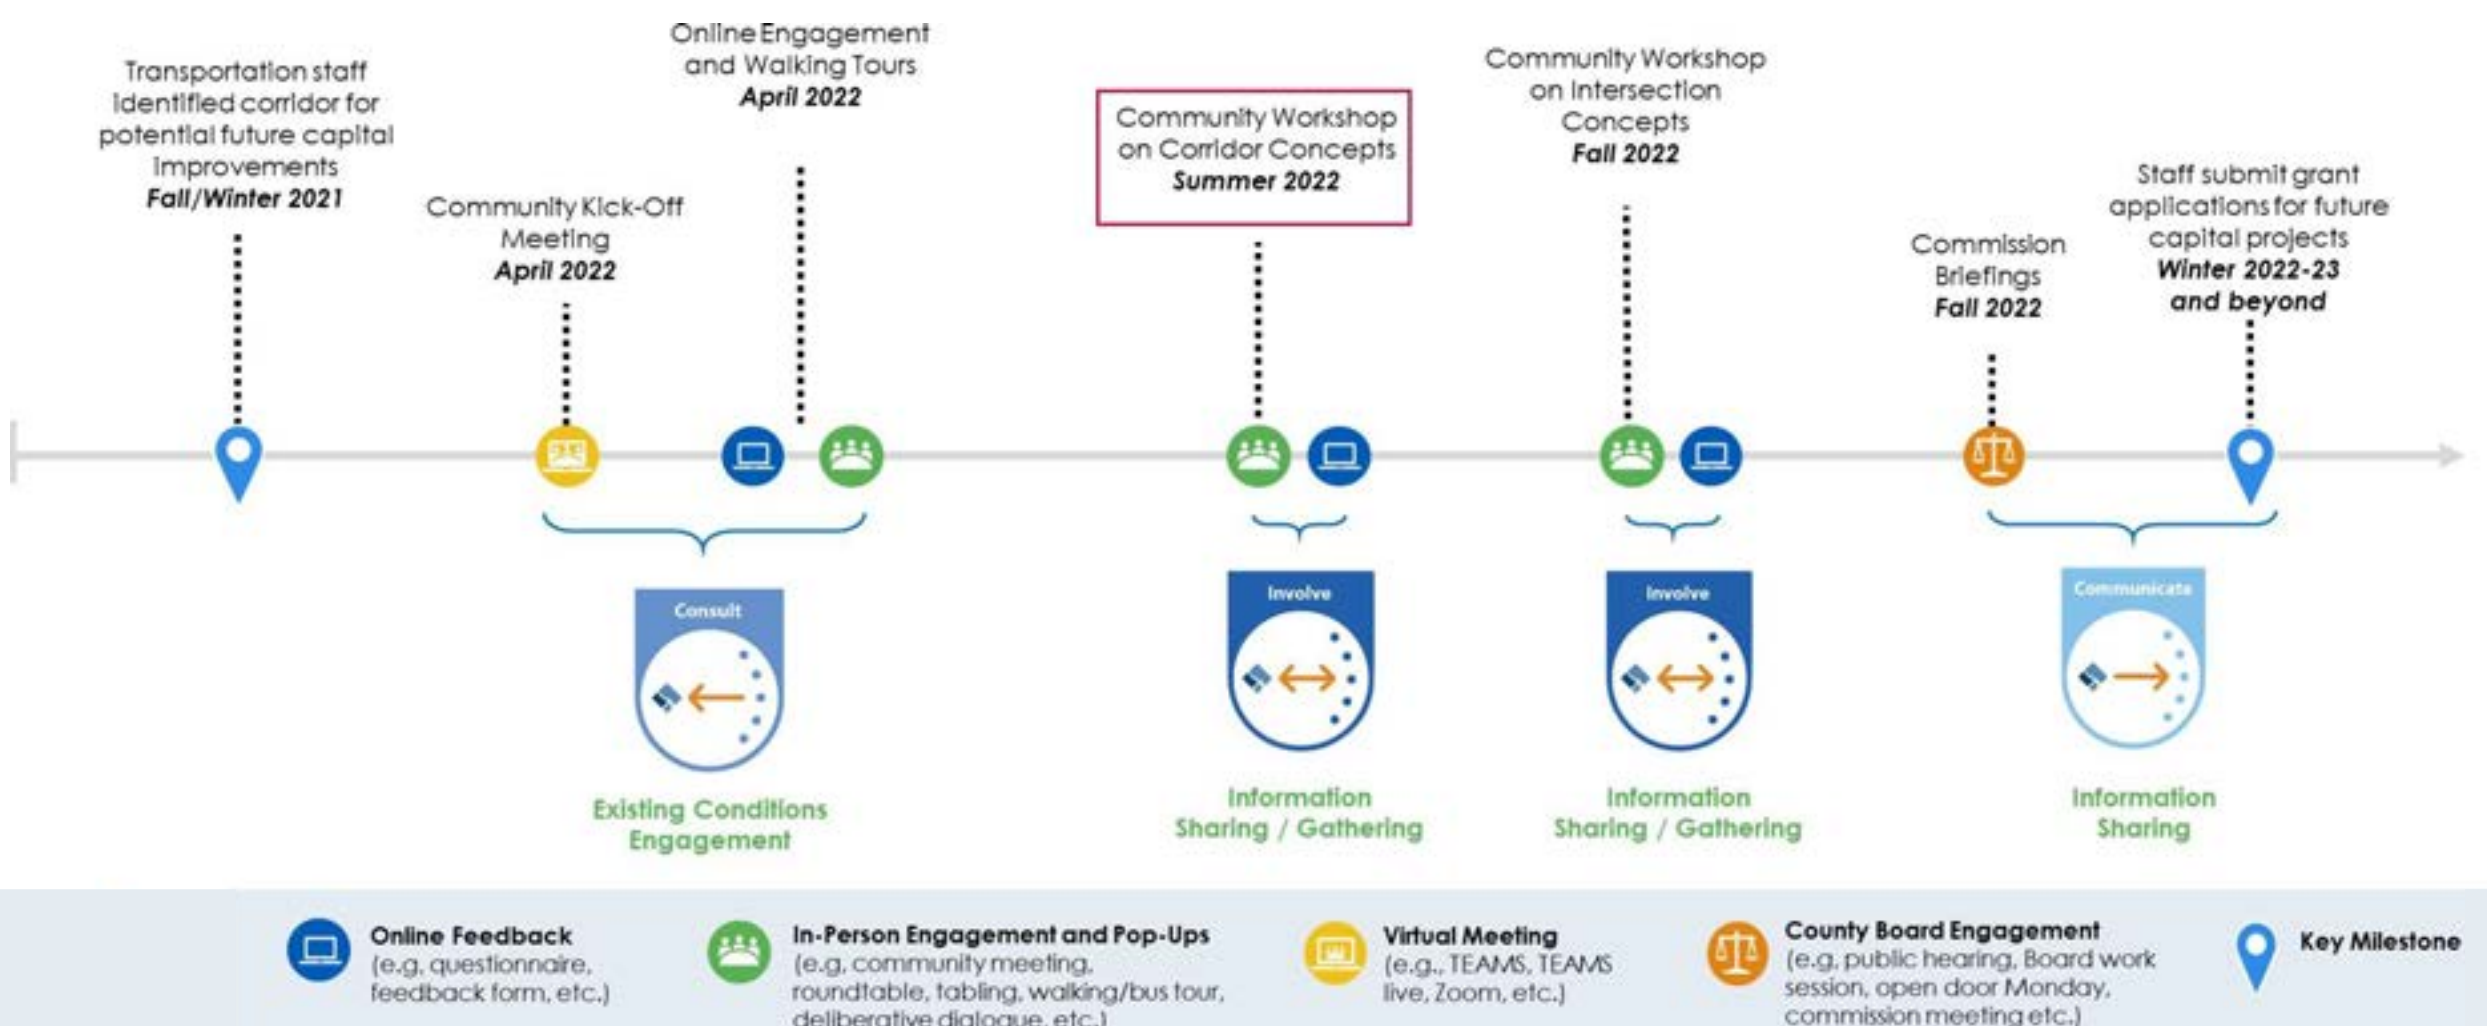 Transportation staff
identified corridor for
potential future capital
improvements
Fall/Winter 2021
Community Kick-Off
Meeting
April 2022
Online Engagement
and Walking Tours
April 2022
Community Workshop
on Corridor Concepts
Summer 2022
Community Workshop
on Intersection
Concepts
Fall 2022
Commission
Briefings
Fall 2022
Staff submit grant
applications for future
capital projects
Winter 2022-23
and beyond
Consult
Existing Conditions
Engagement
Involve
Information
Sharing / Gathering
Involve
Information
Sharing / Gathering
Communicate
Information
Sharing
Online Feedback
(e.g, questionnaire,
feedback form, etc.)
In-Person Engagement and Pop-Ups
(e.g, community meeting,
roundtable, tabling, walking/bus tour,
deliberative dialogue, etc.)
Virtual Meeting
(e.g., TEAMS, TEAMS
live, Zoom, etc.)
County Board Engagement
(e.g, public hearing, Board work
session, open door Monday,
commission meeting etc.)
Key Milestone